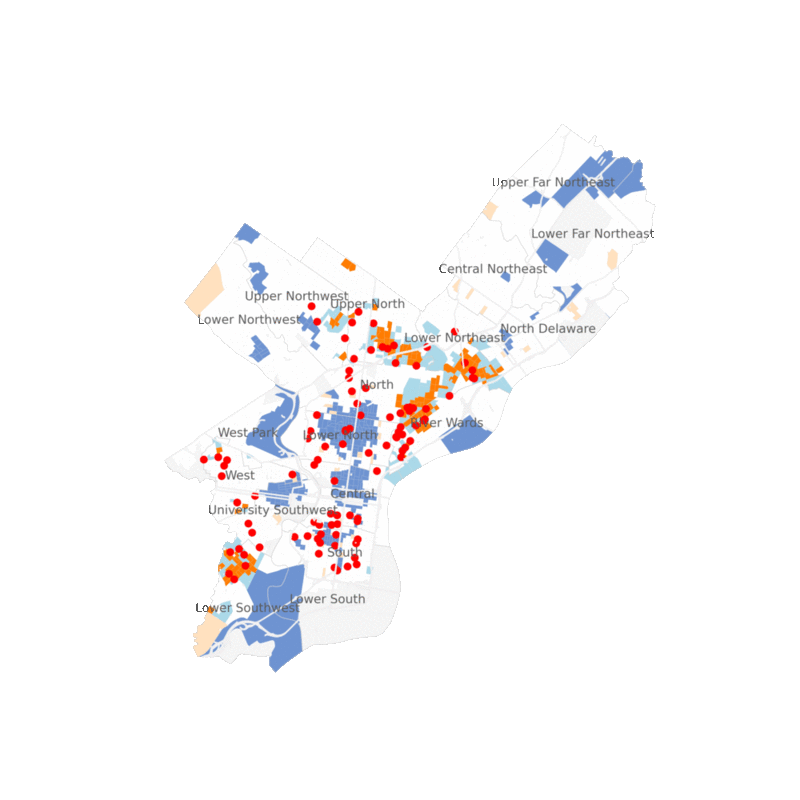 Upper Far Northeast
Lower Far Northeast
Central Northeast
Upper Northwest
Upper North
Lower Northwest
North Delaware
Lower Northeast
North
River Wards
West Park
Lower North
West
Central
University Southwest
South
Lower South
Lower Southwest